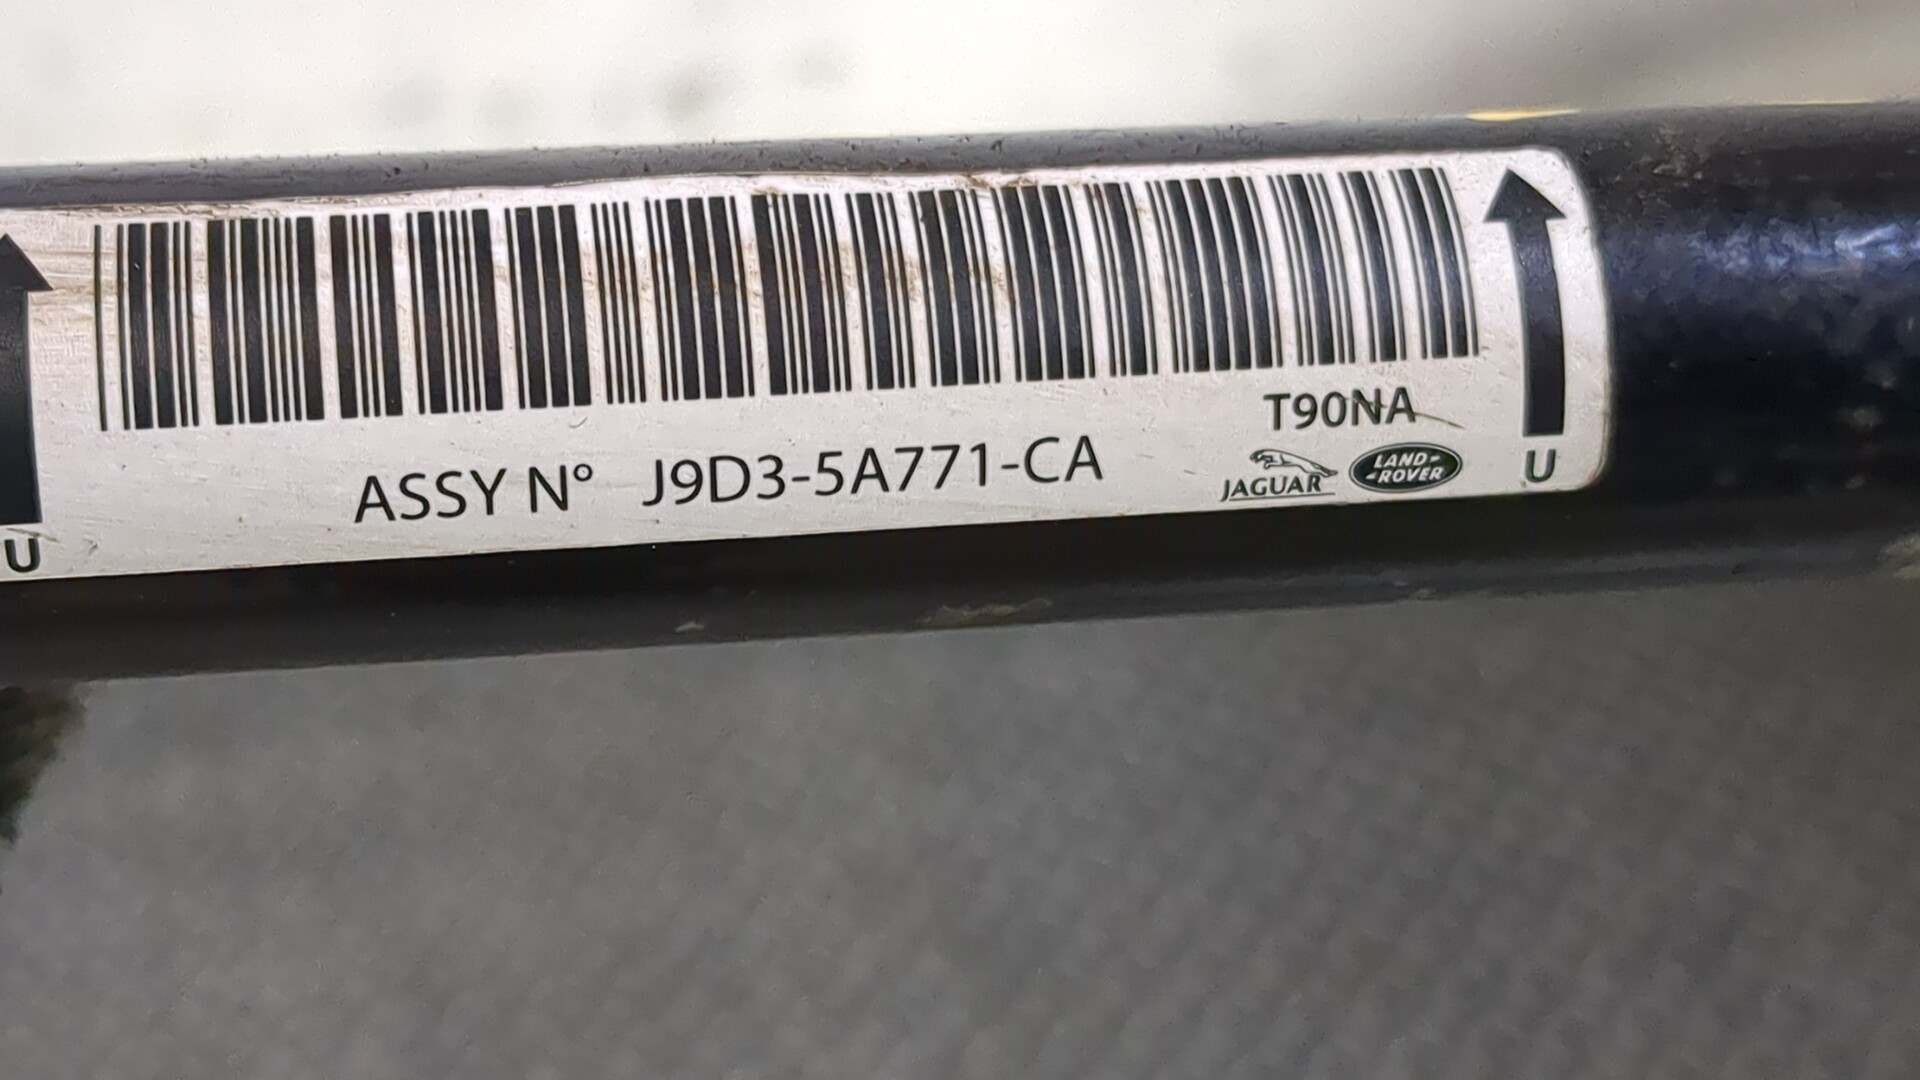 T90NA
ASSY N° J9D3-5A771-CA
JAGUAR
LAND-
-ROVER
U
U